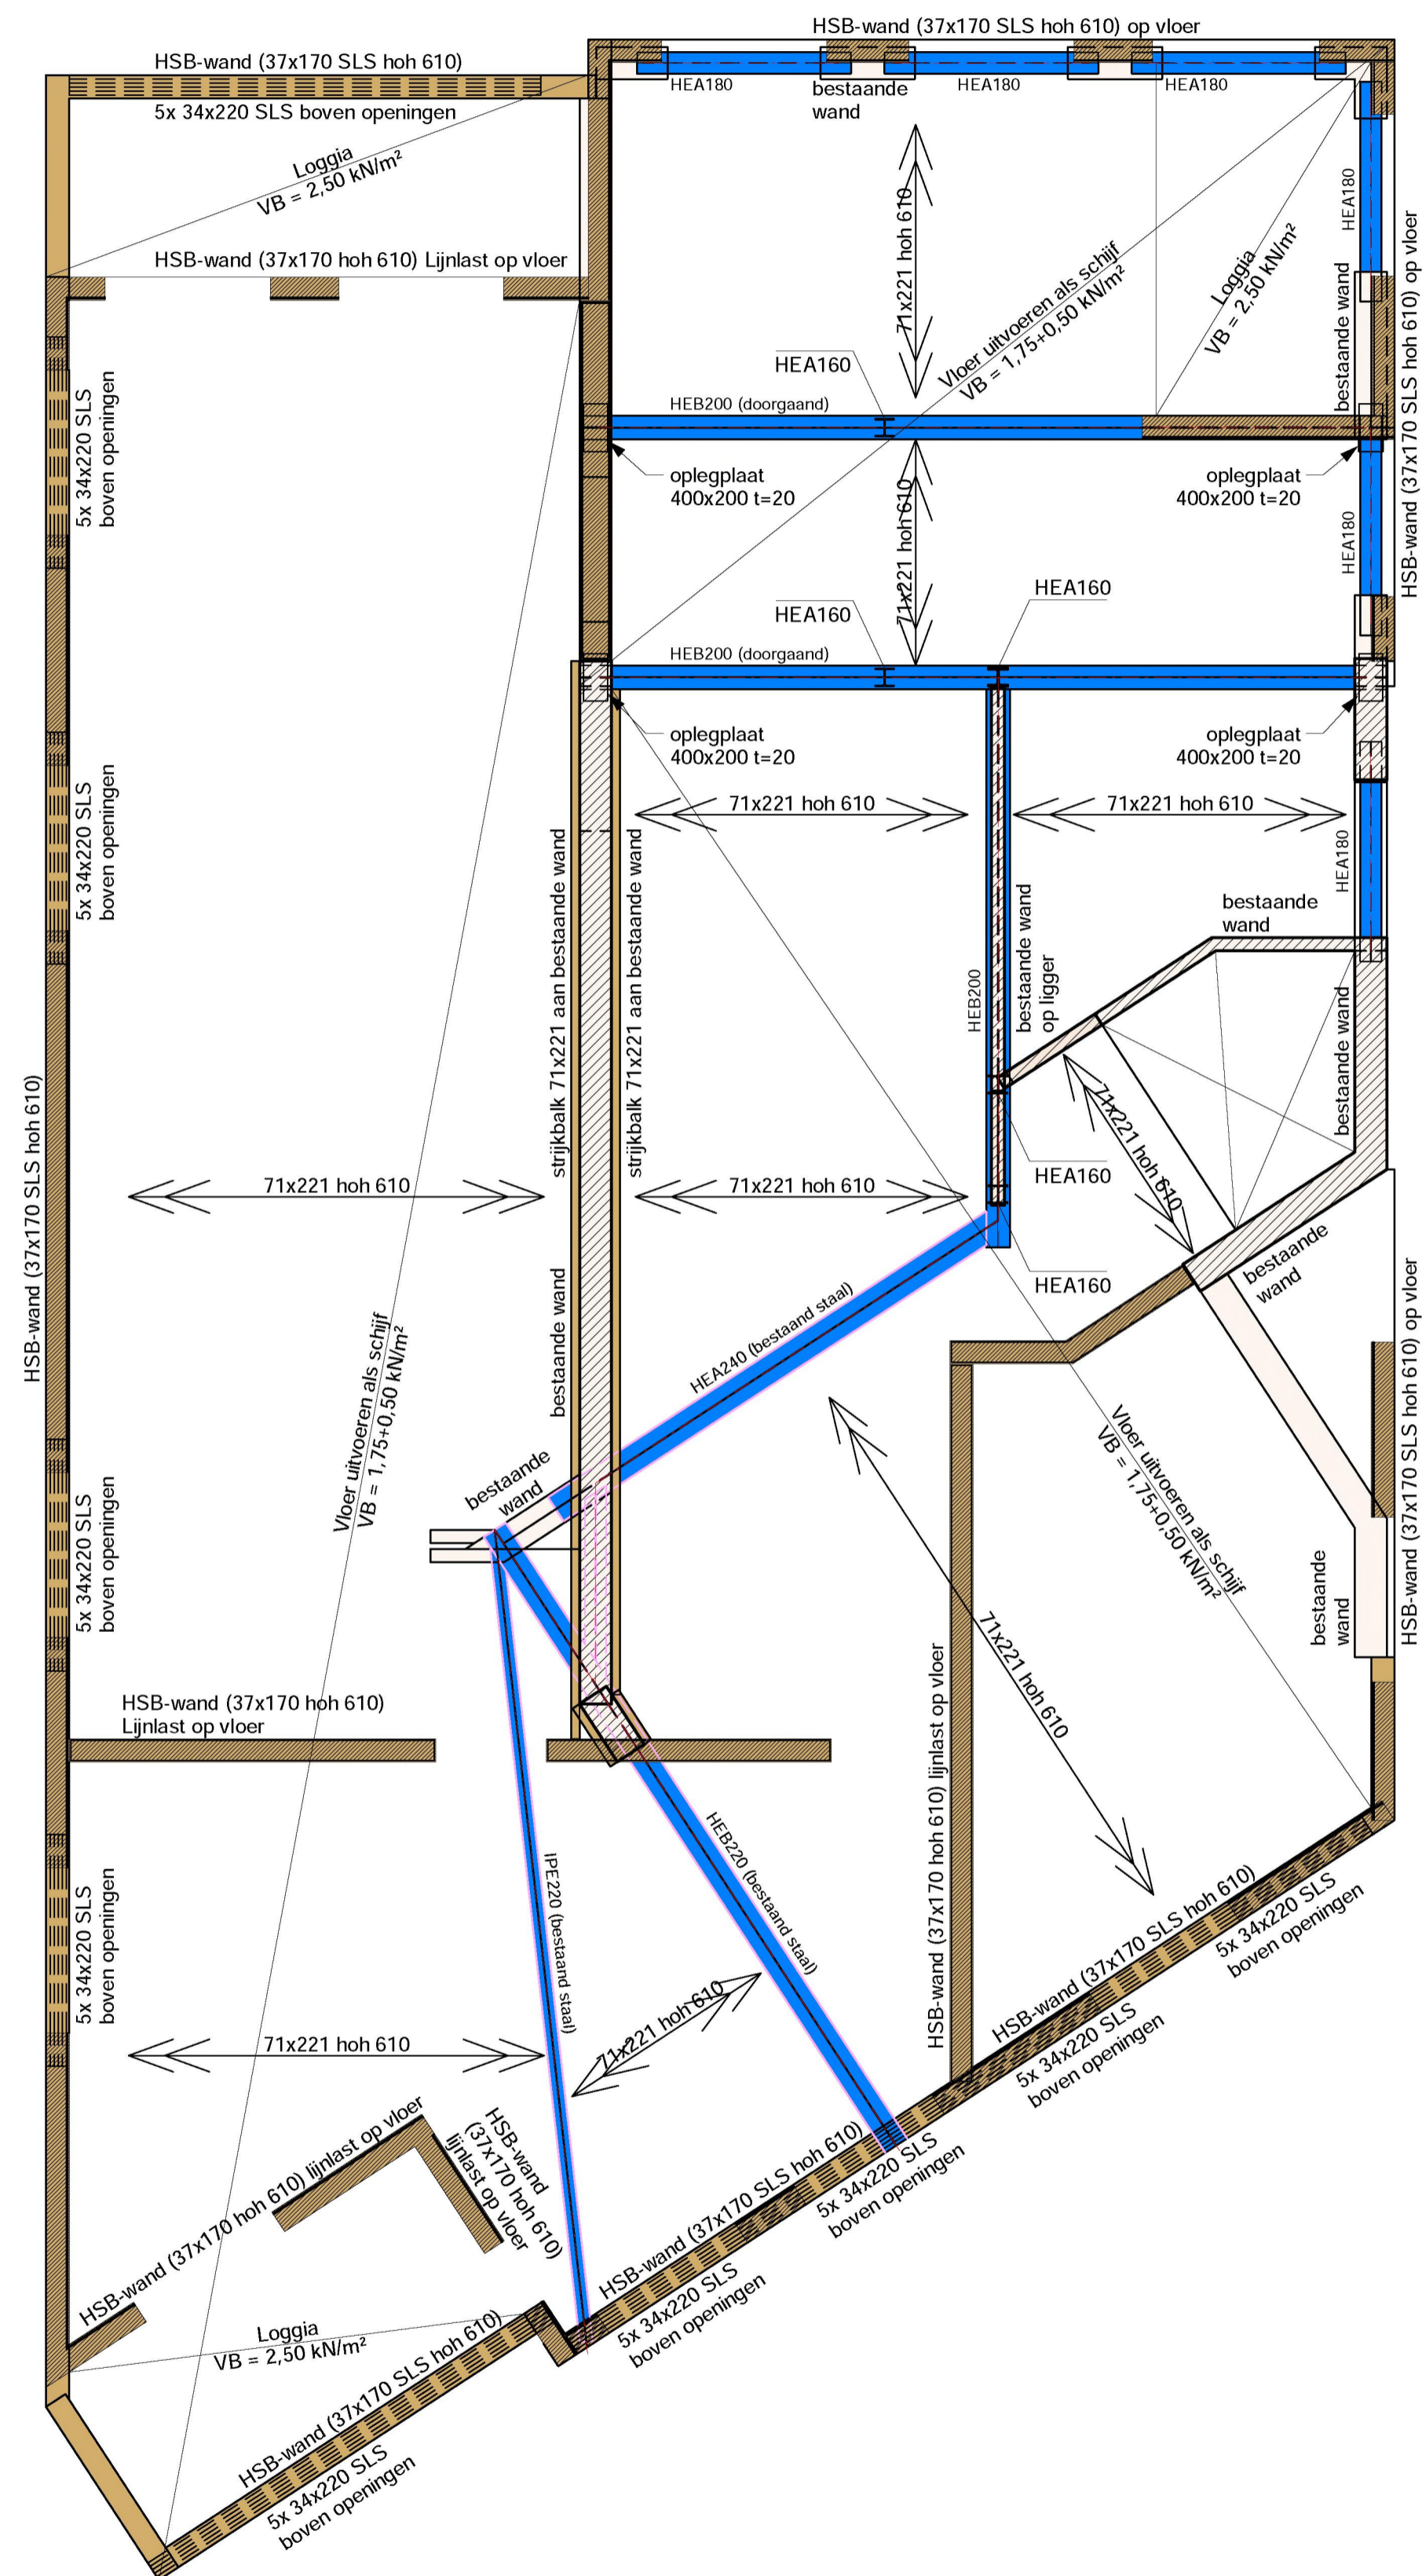 HSB-wand (37x170 SLS hoh 610) op vloer
HSB-wand (37x170 SLS hoh 610)
5x 34x220 SLS boven openingen
HEA180
bestaande
wand
HEA180
HEA180
Loggia
VB = 2,50 kN/m²
HEA180
HSB-wand (37x170 SLS hoh 610) op vloer
71x221 hoh 610
Vloer uitvoeren als schijf
VB = 1,75+0,50 kN/m²
Loggia
VB = 2,50 kN/m²
bestaande wand
HSB-wand (37x170 hoh 610) Lijnlast op vloer
HEA160
HEB200 (doorgaand)
5x 34x220 SLS
boven openingen
oplegplaat
400x200 t=20
oplegplaat
400x200 t=20
71x221 hoh 610
HEA180
HEA160
HEA160
HEB200 (doorgaand)
oplegplaat
400x200 t=20
oplegplaat
400x200 t=20
5x 34x220 SLS
boven openingen
71x221 hoh 610
71x221 hoh 610
strijkbalk 71x221 aan bestaande wand
strijkbalk 71x221 aan bestaande wand
HEA180
bestaande
wand
HEB200
bestaande wand
op ligger
bestaande wand
HSB-wand (37x170 SLS hoh 610)
71x221 hoh 610
HEA160
71x221 hoh 610
71x221 hoh 610
HEA160
bestaande
wand
bestaande wand
HEA240 (bestaand staal)
Vloer uitvoeren als schijf
VB = 1,75+0,50 kN/m²
HSB-wand (37x170 SLS hoh 610) op vloer
Vloer uitvoeren als schijf
VB = 1,75+0,50 kN/m²
bestaande
wand
5x 34x220 SLS
boven openingen
bestaande
wand
71x221 hoh 610
HSB-wand (37x170 hoh 610)
Lijnlast op vloer
HSB-wand (37x170 hoh 610) lijnlast op vloer
HEB220 (bestaand staal)
IPE220 (bestaand staal)
5x 34x220 SLS
boven openingen
HSB-wand (37x170 SLS hoh 610)
5x 34x220 SLS
boven openingen
71x221 hoh 610
71x221 hoh 610
5x 34x220 SLS
boven openingen
HSB-wand (37x170 hoh 610) lijnlast op vloer
HSB-wand
(37x170 hoh 610)
lijnlast op vloer
HSB-wand (37x170 SLS hoh 610)
5x 34x220 SLS
boven openingen
5x 34x220 SLS
boven openingen
Loggia
VB = 2,50 kN/m²
HSB-wand (37x170 SLS hoh 610)
5x 34x220 SLS
boven openingen